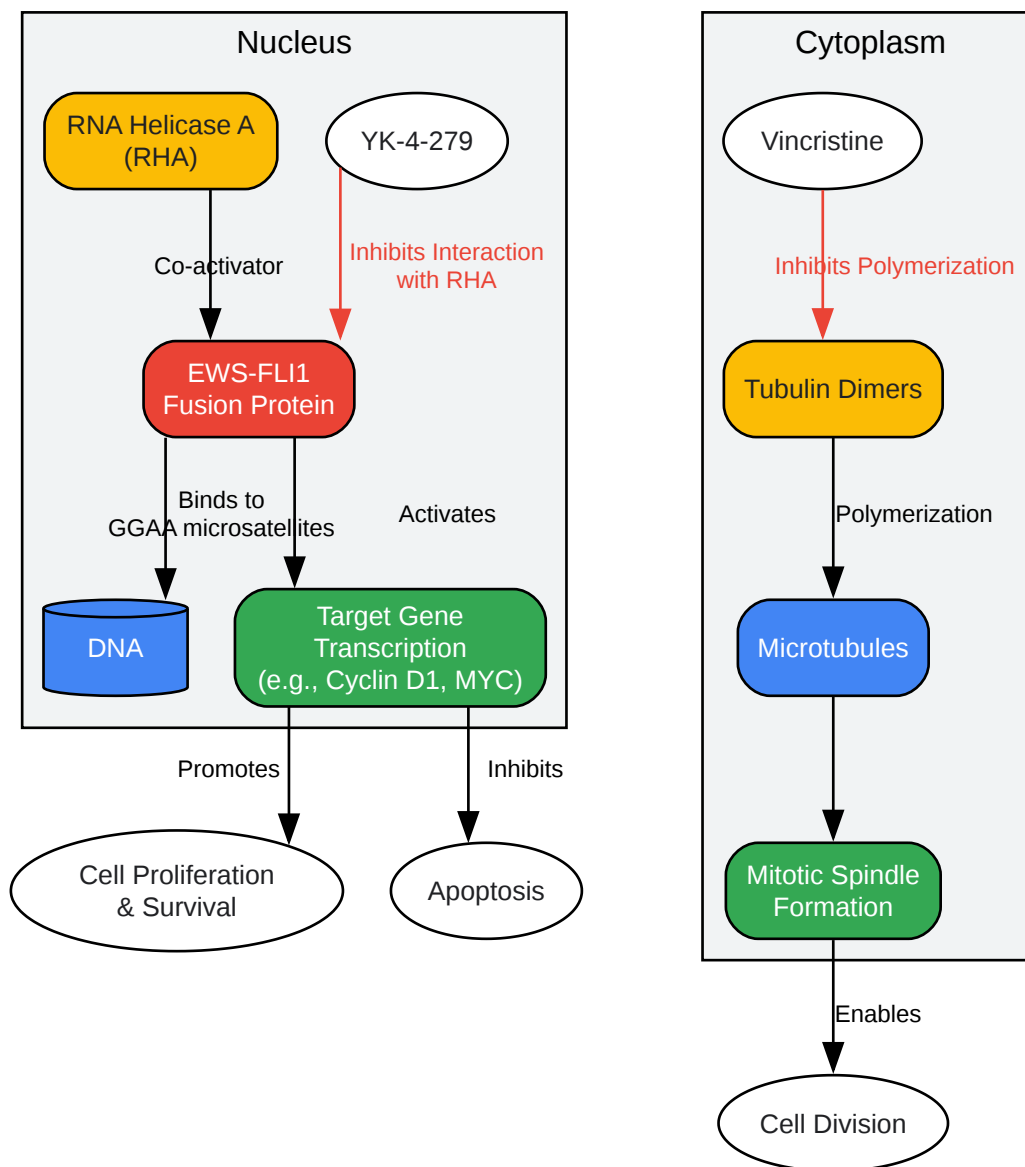 Nucleus
RNA Helicase A
(RHA)
YK-4-279
Co-activator
Inhibits Interaction
with RHA
EWS-FLI1
Fusion Protein
Binds to
GGAA microsatellites
Activates
DNA
Target Gene
Transcription
(e.g., Cyclin D1, MYC)
Promotes
Inhibits
Cell Proliferation
& Survival
Apoptosis
Cytoplasm
Vincristine
Inhibits Polymerization
Tubulin Dimers
Polymerization
Microtubules
Mitotic Spindle
Formation
Enables
Cell Division